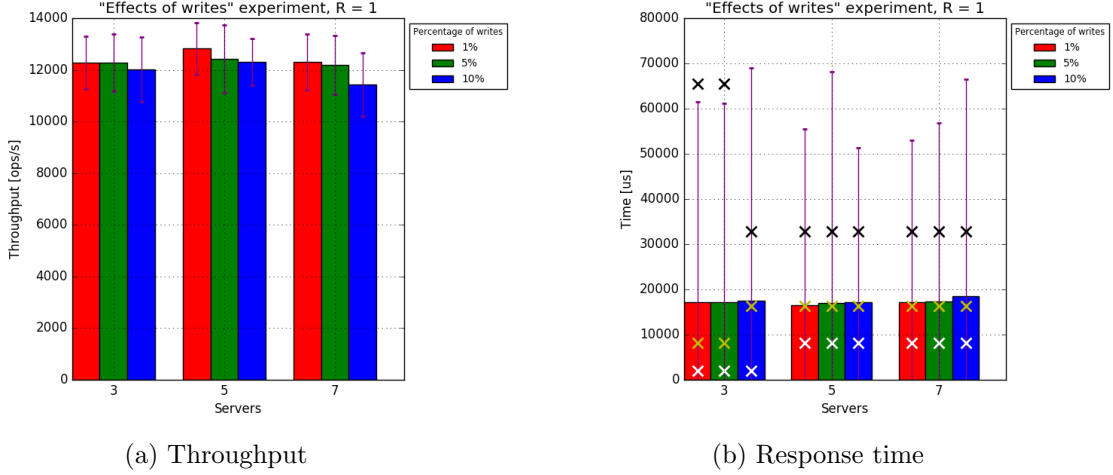 "Effects of writes" experiment, R = 1
14000
12000
10000
8000
6000
4000
2000
0
Throughput [ops/s]
3
5
7
Servers
Percentage of writes
1%
5%
10%
(a) Throughput
"Effects of writes" experiment, R = 1
80000
70000
60000
50000
40000
30000
20000
10000
0
Time [us]
3
5
7
Servers
Percentage of writes
1%
5%
10%
(b) Response time